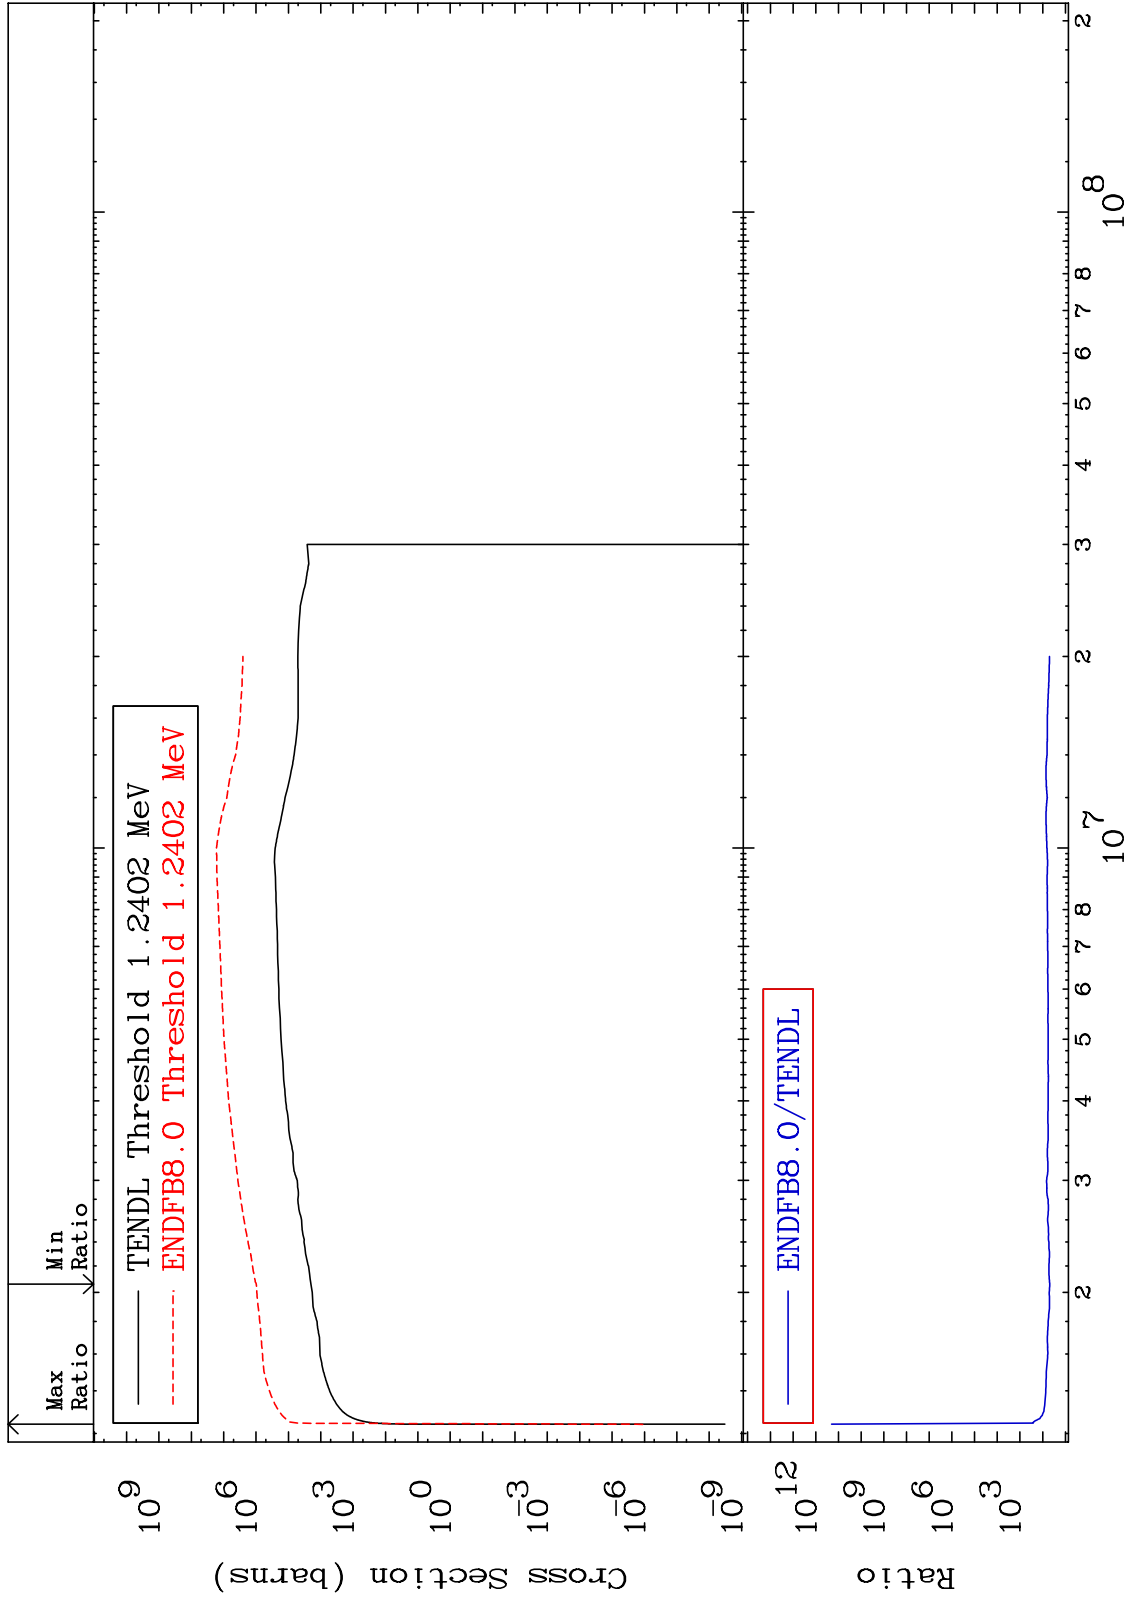 Max
Ratio
Min
Ratio
TENDL Threshold 1.2402 MeV
ENDFB8.0 Threshold 1.2402 MeV
Cross Section (barns)
10^9
10^6
10^3
10^0
10^-3
10^-6
10^-9
ENDFB8.0/TENDL
Ratio
10^12
10^9
10^6
10^3
2 3 4 5 6 7 8 2 3 4 5 6 7 8 2
10^7 10^8